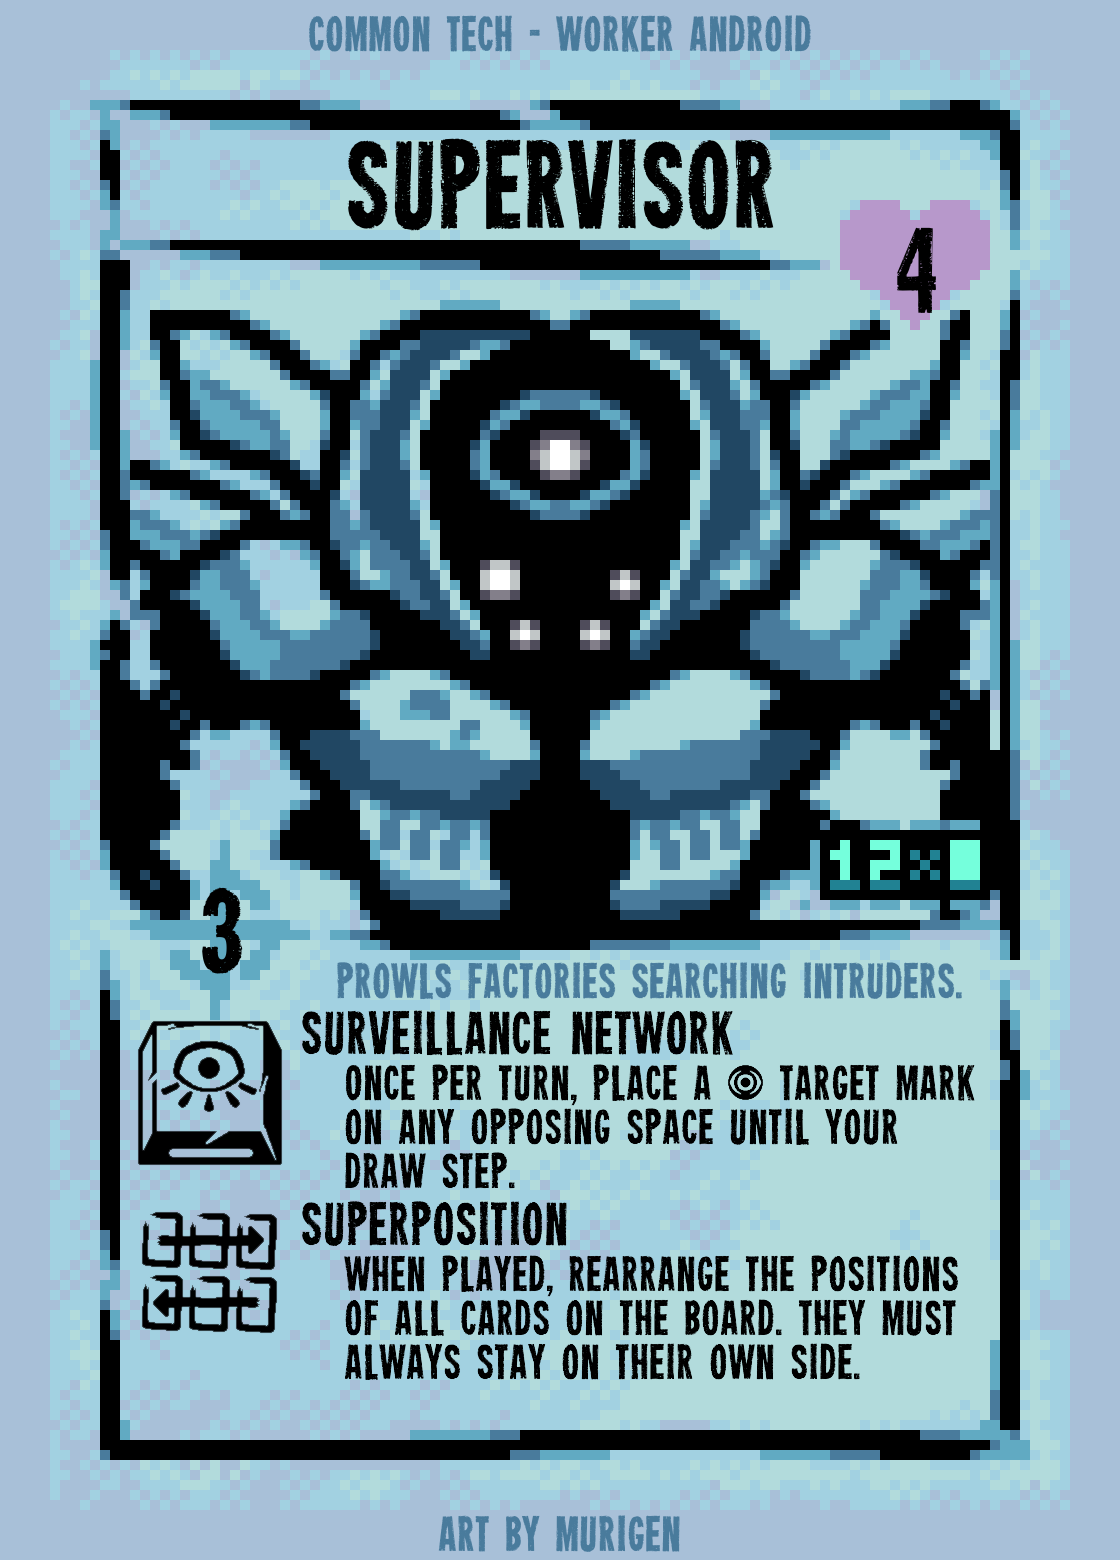 COMMON TECH - WORKER ANDROID
SUPERVISOR
4
12×
3
PROWLS FACTORIES SEARCHING INTRUDERS.
SURVEILLANCE NETWORK
ONCE PER TURN, PLACE A ◎ TARGET MARK
ON ANY OPPOSING SPACE UNTIL YOUR
DRAW STEP.
SUPERPOSITION
WHEN PLAYED, REARRANGE THE POSITIONS
OF ALL CARDS ON THE BOARD. THEY MUST
ALWAYS STAY ON THEIR OWN SIDE.
ART BY MURIGEN